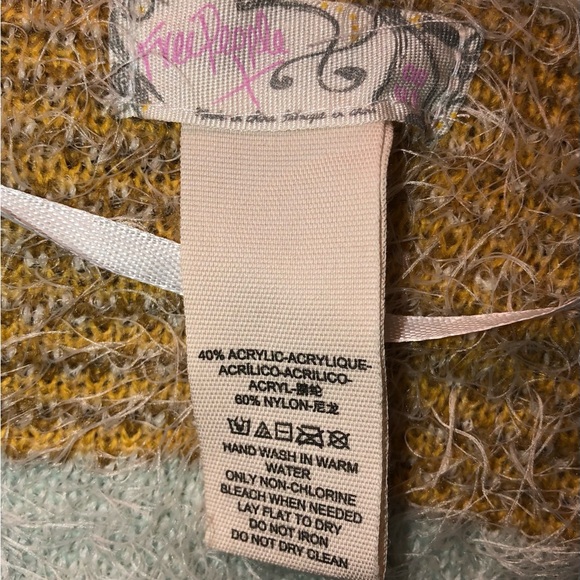 Free People
40% ACRYLIC-ACRYLIQUE-
ACRÍLICO-ACRILICO-
ACRYL-腈纶
60% NYLON-尼龙
HAND WASH IN WARM
WATER
ONLY NON-CHLORINE
BLEACH WHEN NEEDED
LAY FLAT TO DRY
DO NOT IRON
DO NOT DRY CLEAN